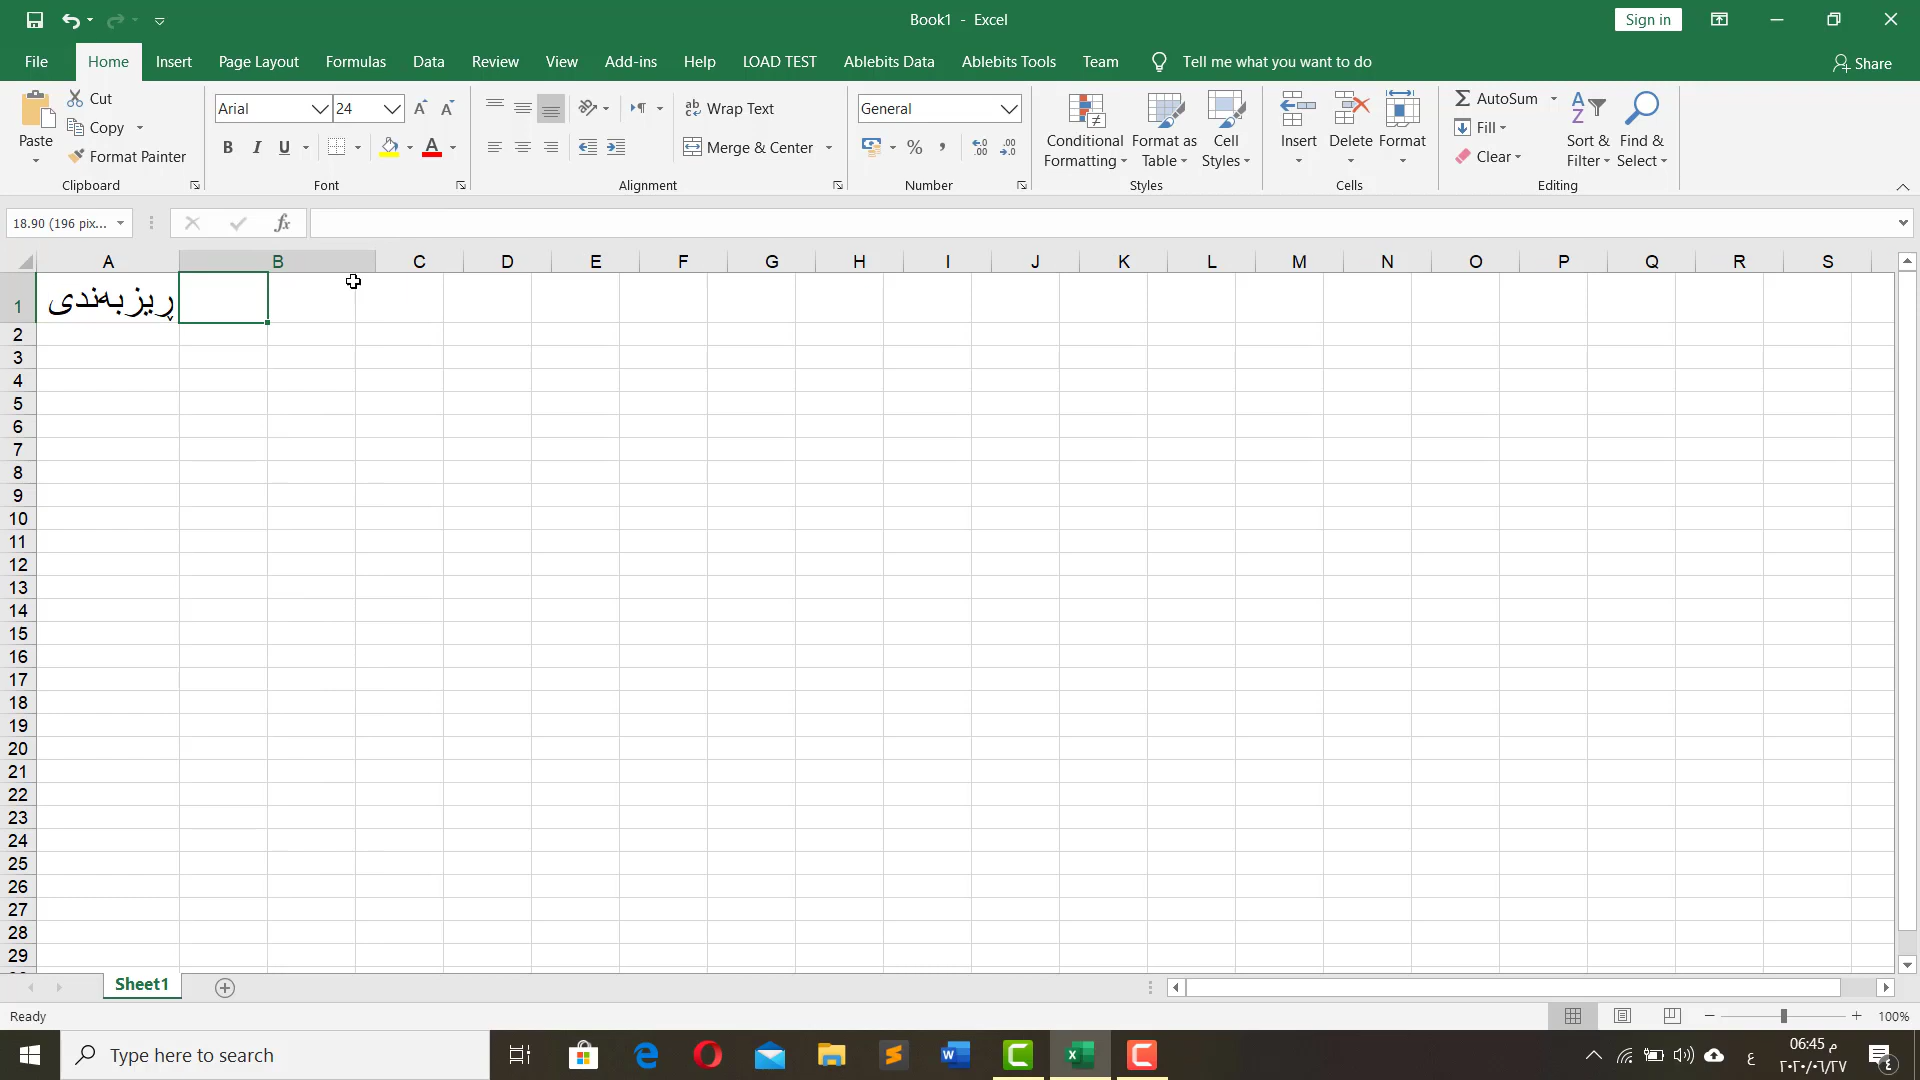 Book1 - Excel
Sign in
File Home Insert Page Layout Formulas Data Review View Add-ins Help LOAD TEST Ablebits Data Ablebits Tools Team Tell me what you want to do Share
Paste
Cut
Copy
Format Painter
Clipboard
Arial 24
B I U A
Font
Wrap Text
Merge & Center
Alignment
General
Number
Conditional Formatting
Format as Table
Cell Styles
Styles
Insert
Delete
Format
Cells
AutoSum
Fill
Clear
Sort & Filter
Find & Select
Editing
18.90 (196 pix...
fx
A B C D E F G H I J K L M N O P Q R S
1 ڕیزبەندی
2
3
4
5
6
7
8
9
10
11
12
13
14
15
16
17
18
19
20
21
22
23
24
25
26
27
28
29
Sheet1
Ready
100%
Type here to search
ع
06:45 م
٢٠٢٠/٠٦/٢٧
٤